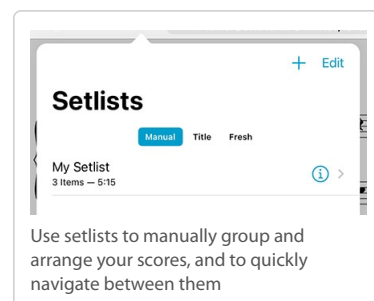 + Edit
Setlists
Manual Title Fresh
My Setlist
3 Items — 5:15
Use setlists to manually group and
arrange your scores, and to quickly
navigate between them